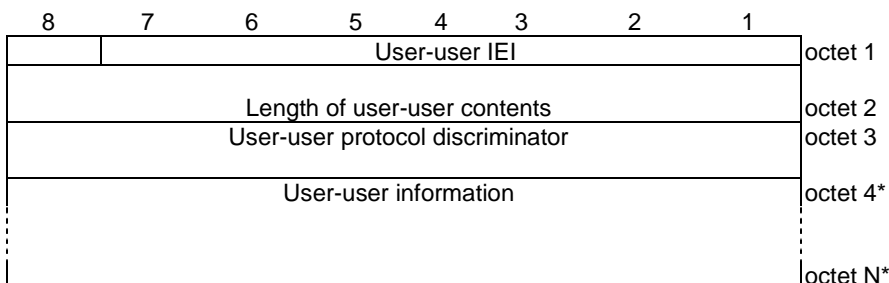 8 7 6 5 4 3 2 1
User-user IEI octet 1
Length of user-user contents octet 2
User-user protocol discriminator octet 3
User-user information octet 4*
octet N*